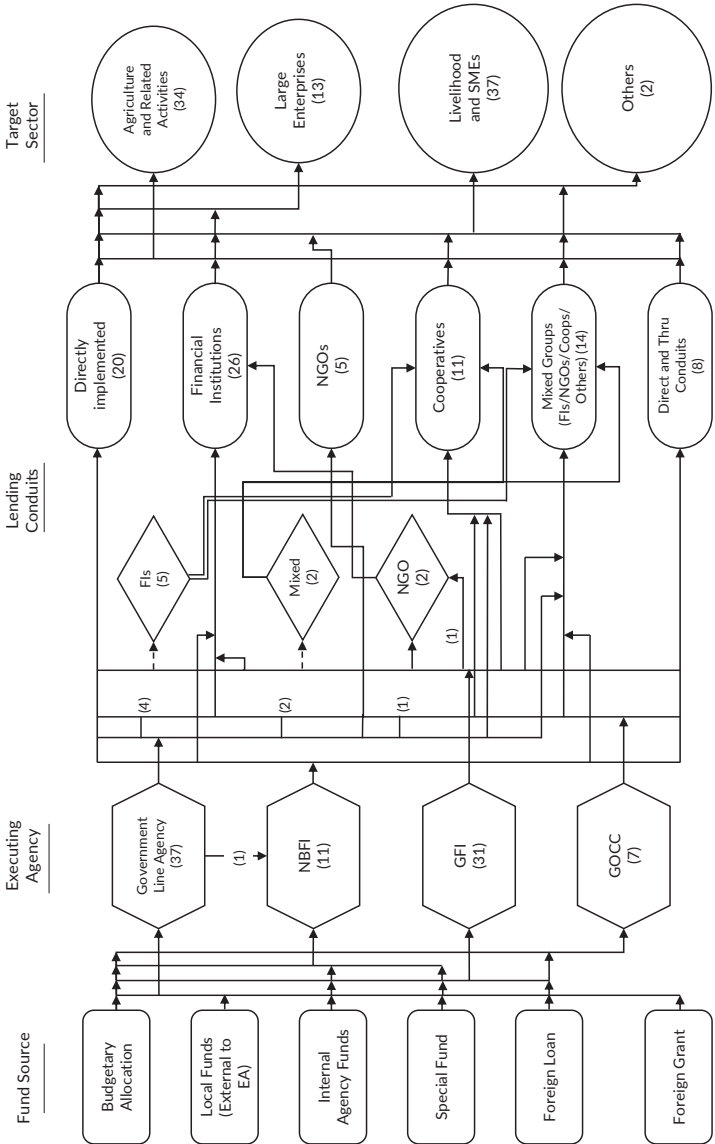 Fund Source
Executing
Agency
Lending
Conduits
Target
Sector
Budgetary
Allocation
Local Funds
(External to
EA)
Internal
Agency Funds
Special Fund
Foreign Loan
Foreign Grant
Government
Line Agency
(37)
(1)
NBFI
(11)
GFI
(31)
GOCC
(7)
(4)
(2)
(1)
(1)
FIs
(5)
Mixed
(2)
NGO
(2)
Directly
implemented
(20)
Financial
Institutions
(26)
NGOs
(5)
Cooperatives
(11)
Mixed Groups
(FIs/NGOs/Coops/
Others) (14)
Direct and Thru
Conduits
(8)
Agriculture
and Related
Activities
(34)
Large
Enterprises
(13)
Livelihood
and SMEs
(37)
Others
(2)